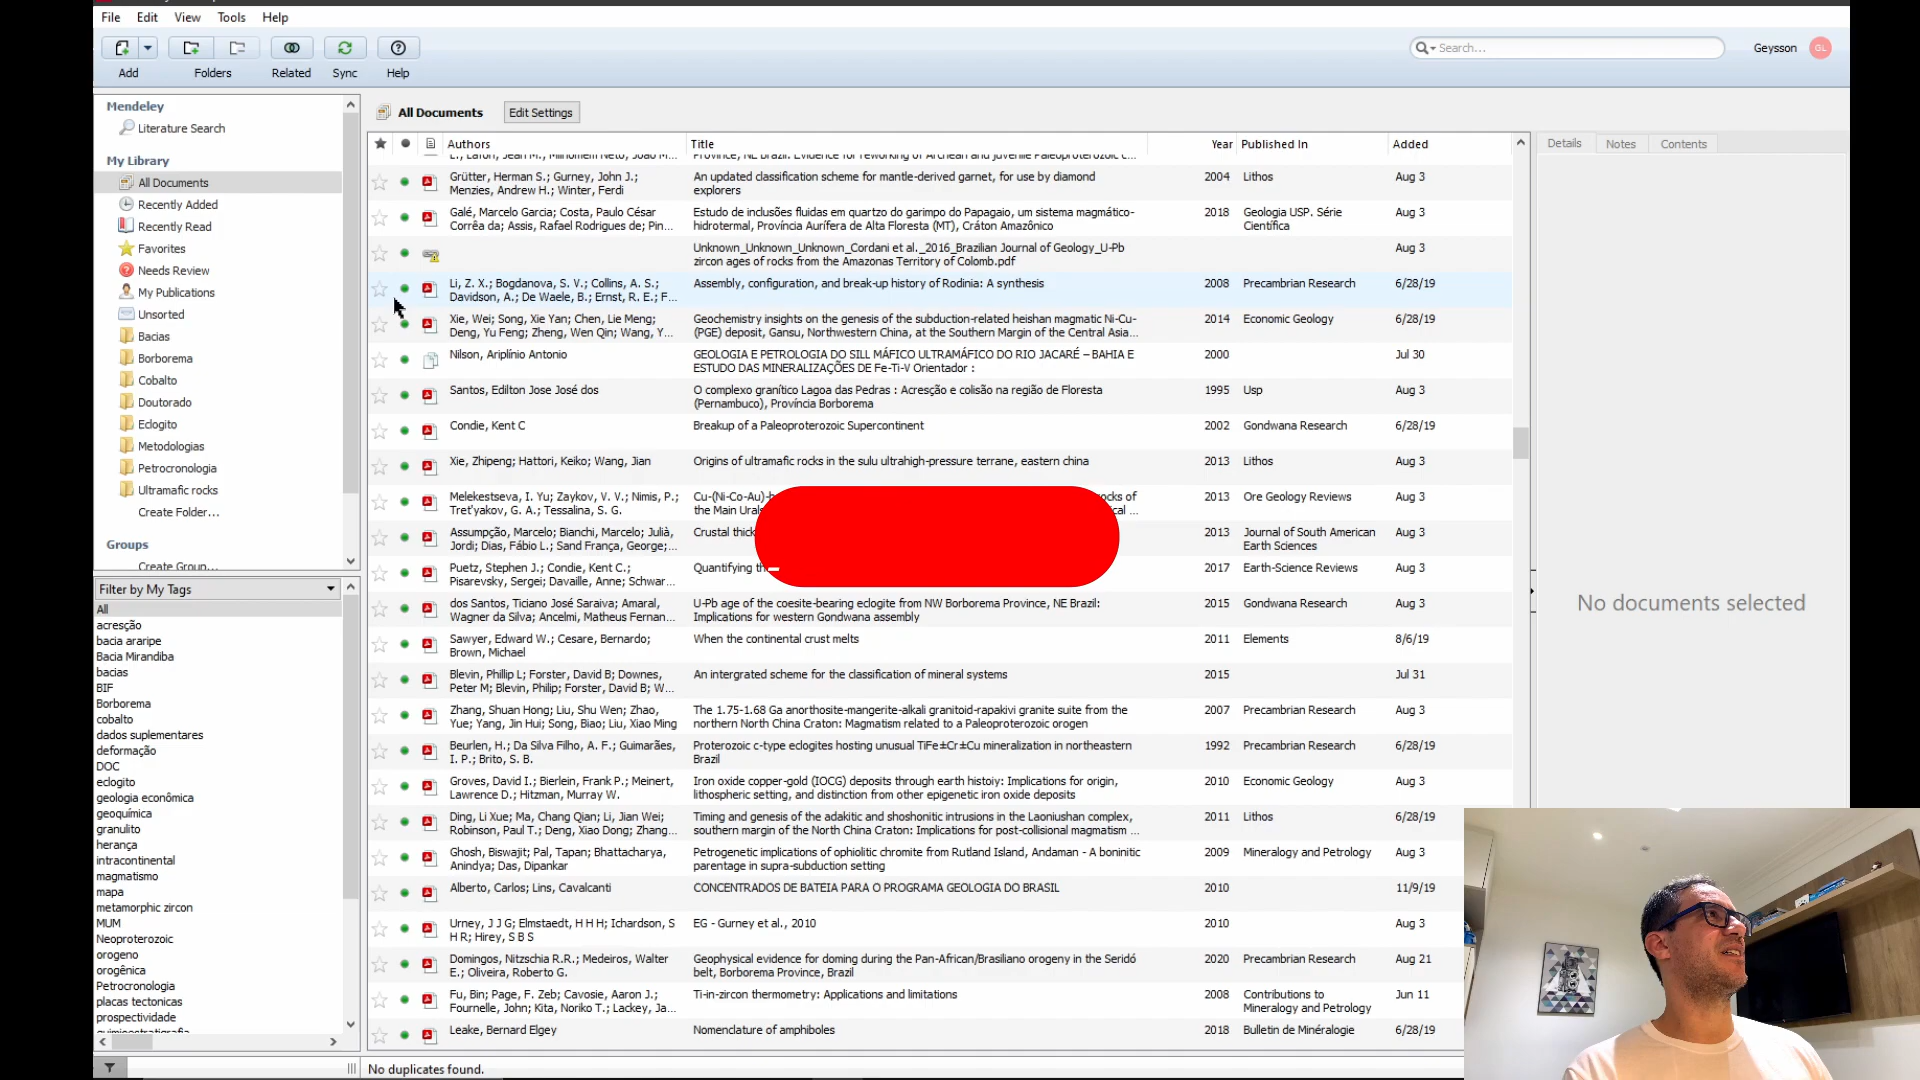 File Edit View Tools Help
Search...
Geysson GL
Add Folders Related Sync Help
Mendeley
Literature Search
My Library
All Documents
Recently Added
Recently Read
Favorites
Needs Review
My Publications
Unsorted
Bacias
Borborema
Cobalto
Doutorado
Eclogito
Metodologias
Petrocronologia
Ultramafic rocks
Create Folder...
Groups
Create Group...
Filter by My Tags
All
acresção
bacia araripe
Bacia Mirandiba
bacias
BIF
Borborema
cobalto
dados suplementares
deformação
DOC
eclogito
geologia econômica
geoquímica
granulito
herança
intracontinental
magmatismo
mapa
metamorphic zircon
MUM
Neoproterozoic
orogeno
orogênica
Petrocronologia
placas tectonicas
prospectividade
quimioestratigrafia
All Documents Edit Settings
Authors Title Year Published In Added
E.; Lafon, Jean M.; Milhomem Neto, João M... Province, NE Brazil: Evidence for reworking of Archean and juvenile Paleoproterozoic c...
Grütter, Herman S.; Gurney, John J.; An updated classification scheme for mantle-derived garnet, for use by diamond 2004 Lithos Aug 3
Menzies, Andrew H.; Winter, Ferdi explorers
Galé, Marcelo Garcia; Costa, Paulo César Estudo de inclusões fluidas em quartzo do garimpo do Papagaio, um sistema magmático- 2018 Geologia USP. Série Aug 3
Corrêa da; Assis, Rafael Rodrigues de; Pin... hidrotermal, Província Aurífera de Alta Floresta (MT), Cráton Amazônico Científica
Unknown_Unknown_Unknown_Cordani et al._2016_Brazilian Journal of Geology_U-Pb Aug 3
zircon ages of rocks from the Amazonas Territory of Colomb.pdf
Li, Z. X.; Bogdanova, S. V.; Collins, A. S.; Assembly, configuration, and break-up history of Rodinia: A synthesis 2008 Precambrian Research 6/28/19
Davidson, A.; De Waele, B.; Ernst, R. E.; F...
Xie, Wei; Song, Xie Yan; Chen, Lie Meng; Geochemistry insights on the genesis of the subduction-related heishan magmatic Ni-Cu- 2014 Economic Geology 6/28/19
Deng, Yu Feng; Zheng, Wen Qin; Wang, Y... (PGE) deposit, Gansu, Northwestern China, at the Southern Margin of the Central Asia...
Nilson, Ariplínio Antonio GEOLOGIA E PETROLOGIA DO SILL MÁFICO ULTRAMÁFICO DO RIO JACARÉ – BAHIA E 2000 Jul 30
ESTUDO DAS MINERALIZAÇÕES DE Fe-Ti-V Orientador :
Santos, Edilton Jose José dos O complexo granítico Lagoa das Pedras : Acresção e colisão na região de Floresta 1995 Usp Aug 3
(Pernambuco), Província Borborema
Condie, Kent C Breakup of a Paleoproterozoic Supercontinent 2002 Gondwana Research 6/28/19
Xie, Zhipeng; Hattori, Keiko; Wang, Jian Origins of ultramafic rocks in the sulu ultrahigh-pressure terrane, eastern china 2013 Lithos Aug 3
Melekestseva, I. Yu; Zaykov, V. V.; Nimis, P.; Cu-(Ni-Co-Au)-b ocks of 2013 Ore Geology Reviews Aug 3
Tret'yakov, G. A.; Tessalina, S. G. the Main Urals ical ...
Assumpção, Marcelo; Bianchi, Marcelo; Julià, Crustal thick 2013 Journal of South American Aug 3
Jordi; Dias, Fábio L.; Sand França, George;... Earth Sciences
Puetz, Stephen J.; Condie, Kent C.; Quantifying th 2017 Earth-Science Reviews Aug 3
Pisarevsky, Sergei; Davaille, Anne; Schwar...
dos Santos, Ticiano José Saraiva; Amaral, U-Pb age of the coesite-bearing eclogite from NW Borborema Province, NE Brazil: 2015 Gondwana Research Aug 3
Wagner da Silva; Ancelmi, Matheus Fernan... Implications for western Gondwana assembly
Sawyer, Edward W.; Cesare, Bernardo; When the continental crust melts 2011 Elements 8/6/19
Brown, Michael
Blevin, Phillip L; Forster, David B; Downes, An intergrated scheme for the classification of mineral systems 2015 Jul 31
Peter M; Blevin, Philip; Forster, David B; W...
Zhang, Shuan Hong; Liu, Shu Wen; Zhao, The 1.75-1.68 Ga anorthosite-mangerite-alkali granitoid-rapakivi granite suite from the 2007 Precambrian Research Aug 3
Yue; Yang, Jin Hui; Song, Biao; Liu, Xiao Ming northern North China Craton: Magmatism related to a Paleoproterozoic orogen
Beurlen, H.; Da Silva Filho, A. F.; Guimarães, Proterozoic c-type eclogites hosting unusual TiFe±Cr±Cu mineralization in northeastern 1992 Precambrian Research 6/28/19
I. P.; Brito, S. B. Brazil
Groves, David I.; Bierlein, Frank P.; Meinert, Iron oxide copper-gold (IOCG) deposits through earth histoiy: Implications for origin, 2010 Economic Geology Aug 3
Lawrence D.; Hitzman, Murray W. lithospheric setting, and distinction from other epigenetic iron oxide deposits
Ding, Li Xue; Ma, Chang Qian; Li, Jian Wei; Timing and genesis of the adakitic and shoshonitic intrusions in the Laoniushan complex, 2011 Lithos 6/28/19
Robinson, Paul T.; Deng, Xiao Dong; Zhang... southern margin of the North China Craton: Implications for post-collisional magmatism ...
Ghosh, Biswajit; Pal, Tapan; Bhattacharya, Petrogenetic implications of ophiolitic chromite from Rutland Island, Andaman - A boninitic 2009 Mineralogy and Petrology Aug 3
Anindya; Das, Dipankar parentage in supra-subduction setting
Alberto, Carlos; Lins, Cavalcanti CONCENTRADOS DE BATEIA PARA O PROGRAMA GEOLOGIA DO BRASIL 2010 11/9/19
Urney, J J G; Elmstaedt, H H H; Ichardson, S EG - Gurney et al., 2010 2010 Aug 3
H R; Hirey, S B S
Domingos, Nitzschia R.R.; Medeiros, Walter Geophysical evidence for doming during the Pan-African/Brasiliano orogeny in the Seridó 2020 Precambrian Research Aug 21
E.; Oliveira, Roberto G. belt, Borborema Province, Brazil
Fu, Bin; Page, F. Zeb; Cavosie, Aaron J.; Ti-in-zircon thermometry: Applications and limitations 2008 Contributions to Jun 11
Fournelle, John; Kita, Noriko T.; Lackey, Ja... Mineralogy and Petrology
Leake, Bernard Elgey Nomenclature of amphiboles 2018 Bulletin de Minéralogie 6/28/19
Details Notes Contents
No documents selected
No duplicates found.